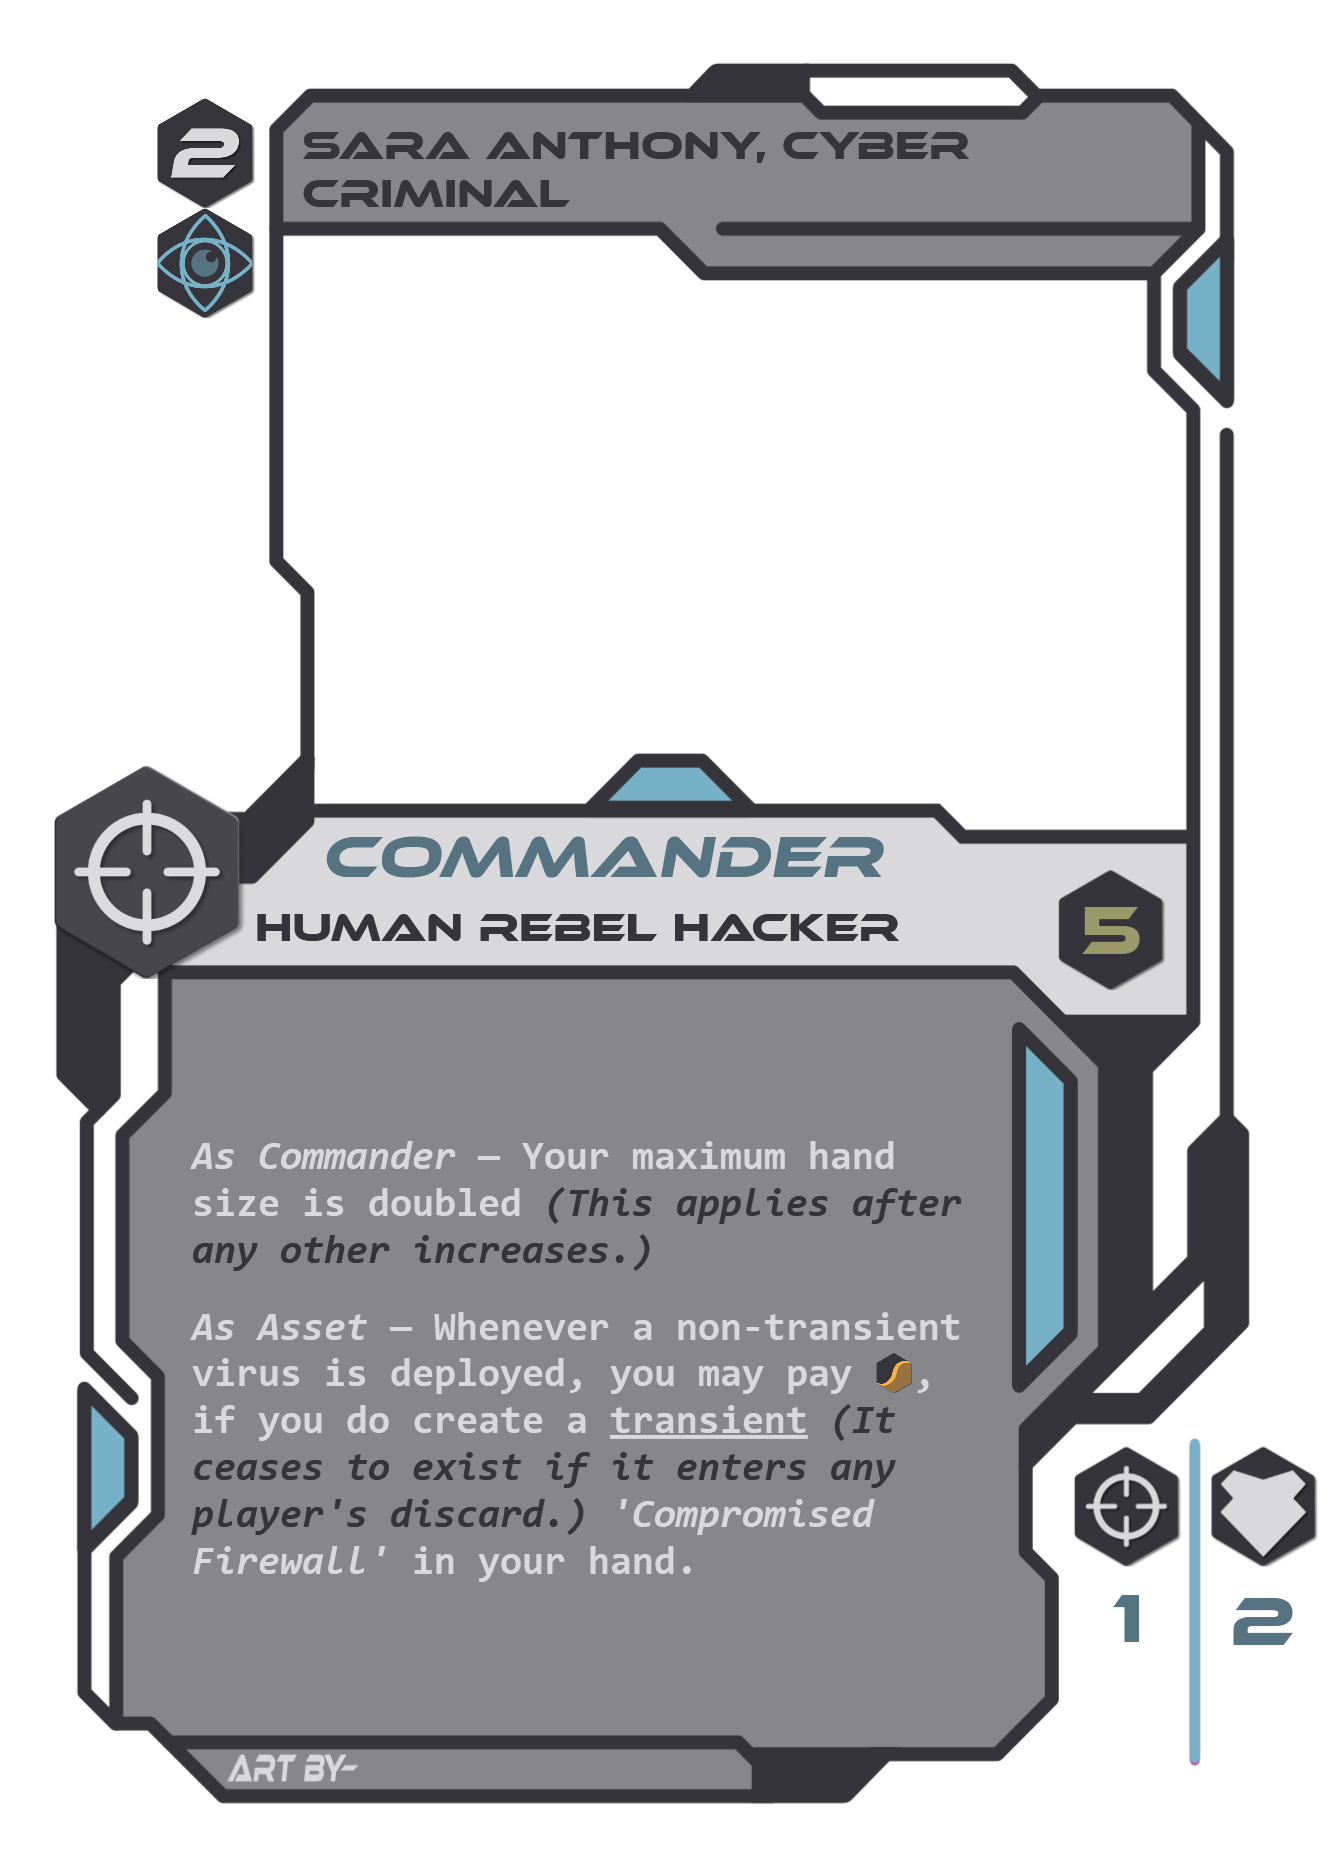 2
SARA ANTHONY, CYBER
CRIMINAL
COMMANDER
HUMAN REBEL HACKER
5
As Commander – Your maximum hand
size is doubled (This applies after
any other increases.)
As Asset – Whenever a non-transient
virus is deployed, you may pay ,
if you do create a transient (It
ceases to exist if it enters any
player's discard.) 'Compromised
Firewall' in your hand.
1
2
ART BY-